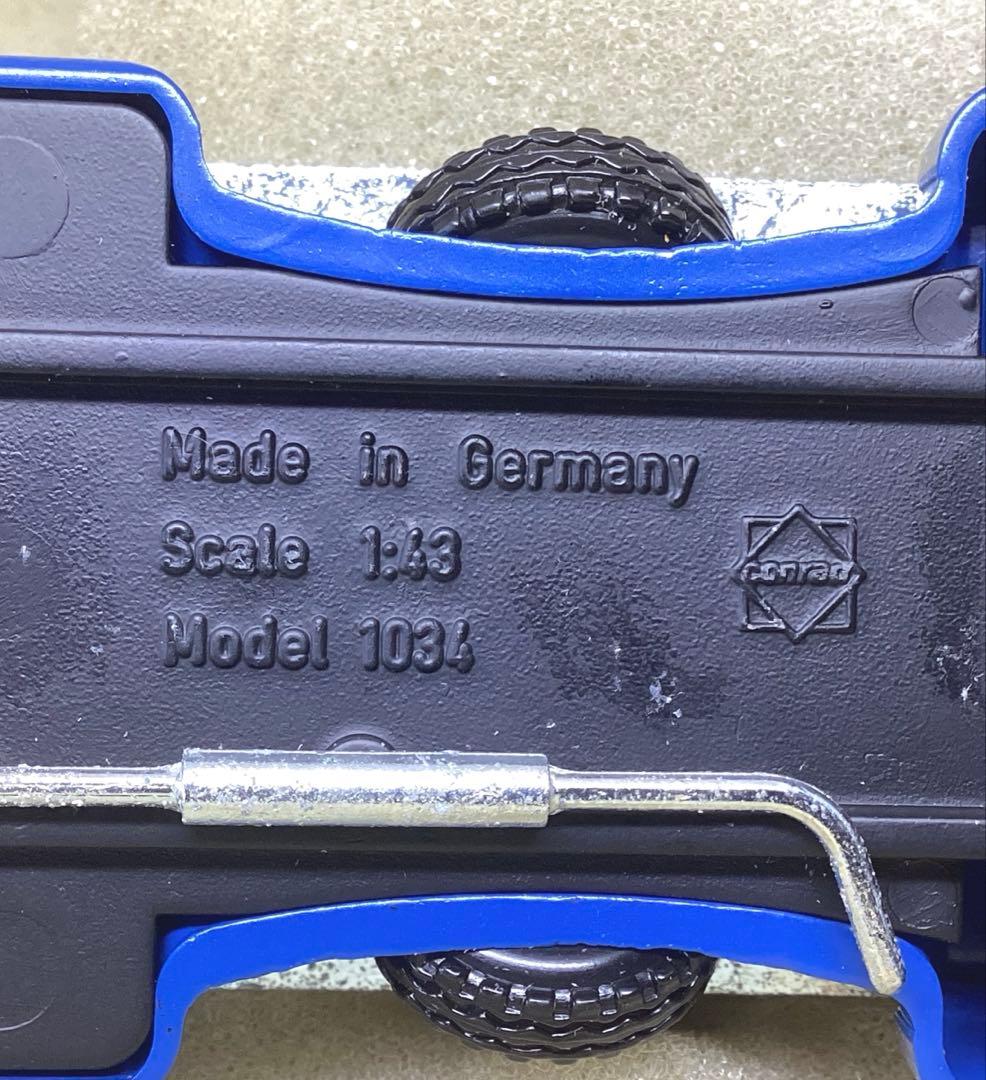 Made in Germany
Scale 1:43
Model 1034
conrad